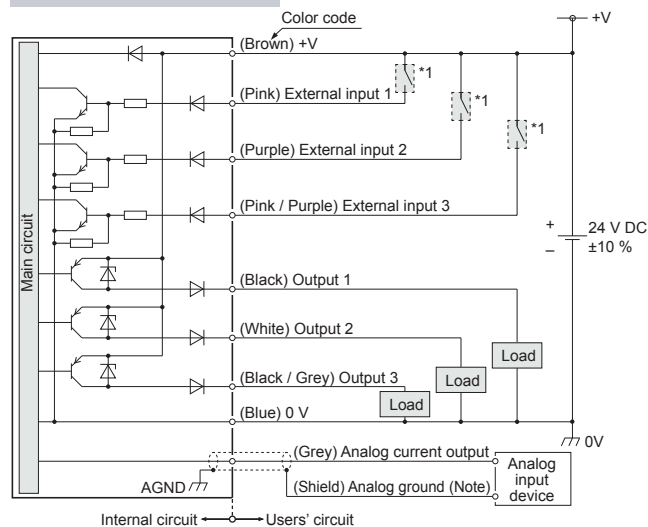 Color code
+V
(Brown) +V
*1
(Pink) External input 1
*1
*1
(Purple) External input 2
(Pink / Purple) External input 3
Main circuit
+
24 V DC
–
±10 %
(Black) Output 1
(White) Output 2
Load
Load
(Black / Grey) Output 3
Load
(Blue) 0 V
0V
(Grey) Analog current output
Analog
input
device
AGND
(Shield) Analog ground (Note)
Internal circuit
Users' circuit